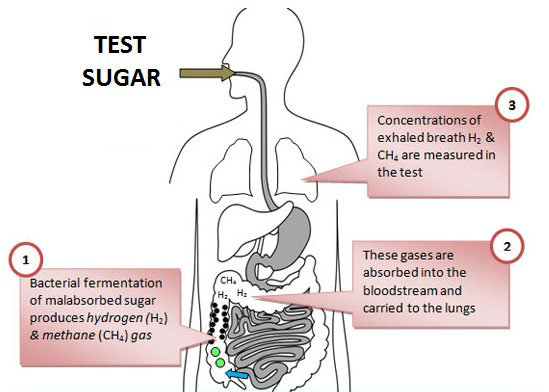 TEST
SUGAR
3
Concentrations of
exhaled breath H₂ &
CH₄ are measured in
the test
1
Bacterial fermentation
of malabsorbed sugar
produces hydrogen (H₂)
& methane (CH₄) gas
CH₄
H₂ H₂
2
These gases are
absorbed into the
bloodstream and
carried to the lungs